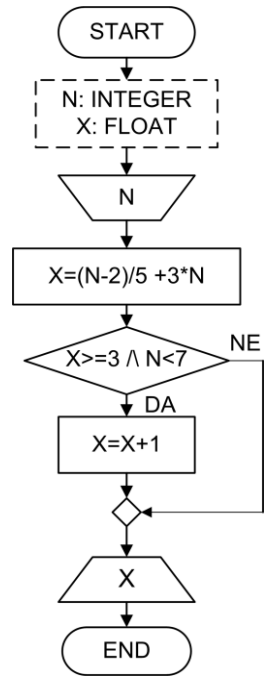 START
N: INTEGER
X: FLOAT
N
X=(N-2)/5 +3*N
X>=3 /\ N<7
NE
DA
X=X+1
X
END